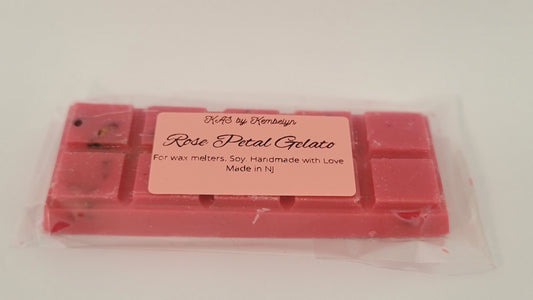 KAS by Kembelyn
Rose Petal Gelato
For wax melters. Soy. Handmade with Love
Made in NJ